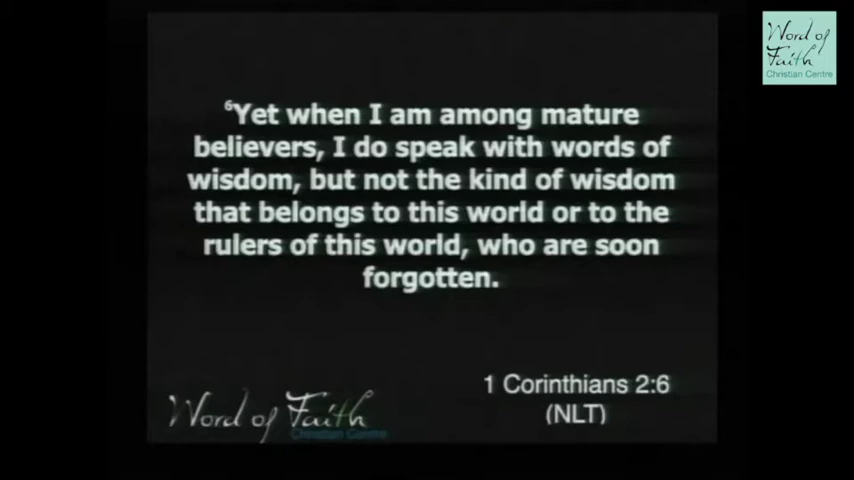 Word of
Faith
Christian Centre
⁶Yet when I am among mature
believers, I do speak with words of
wisdom, but not the kind of wisdom
that belongs to this world or to the
rulers of this world, who are soon
forgotten.
1 Corinthians 2:6
(NLT)
Word of Faith
Christian Centre